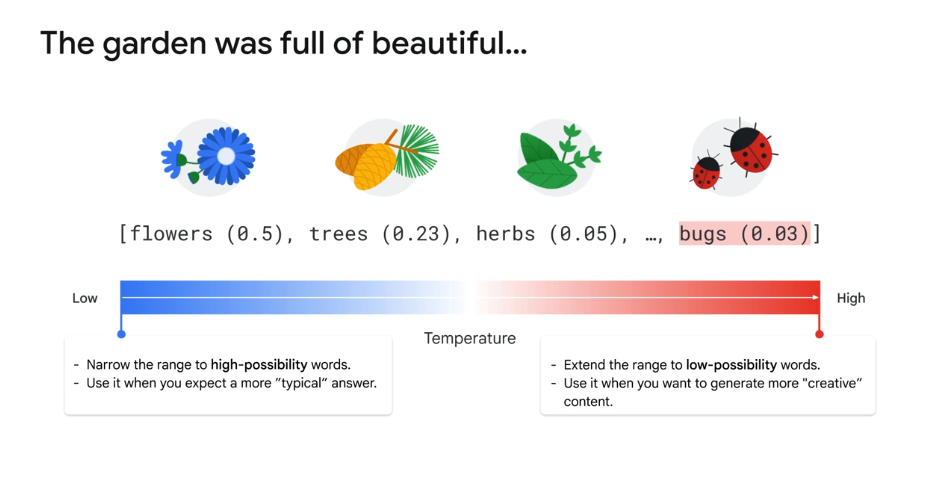 The garden was full of beautiful...
[flowers (0.5), trees (0.23), herbs (0.05), …, bugs (0.03)]
Low
High
Temperature
- Narrow the range to high-possibility words.
- Use it when you expect a more "typical" answer.
- Extend the range to low-possibility words.
- Use it when you want to generate more "creative"
content.